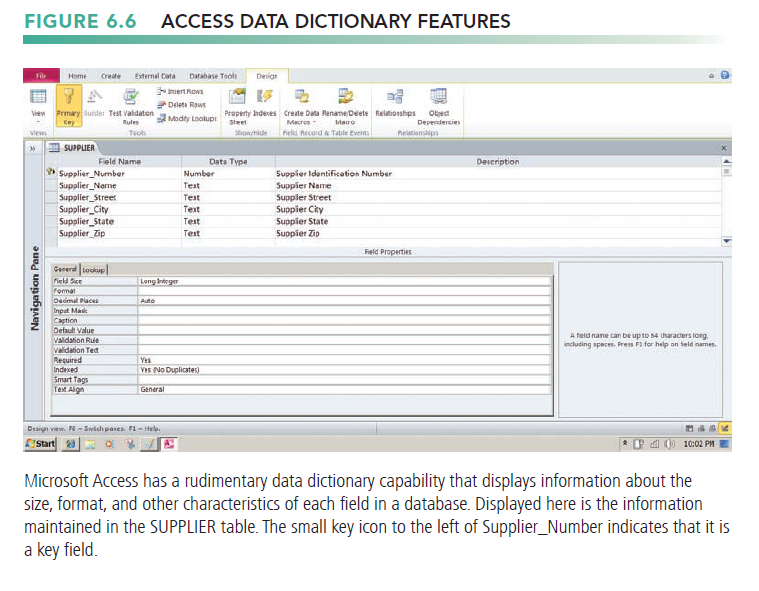 FIGURE 6.6 ACCESS DATA DICTIONARY FEATURES
File Home Create External Data Database Tools Design
View Primary Key Builder Test Validation Rules Insert Rows Delete Rows Modify Lookups Property Sheet Indexes Create Data Macros Rename/Delete Macro Relationships Object Dependencies
Views Tools Show/Hide Field, Record & Table Events Relationships
SUPPLIER
Field Name Data Type Description
Supplier_Number Number Supplier Identification Number
Supplier_Name Text Supplier Name
Supplier_Street Text Supplier Street
Supplier_City Text Supplier City
Supplier_State Text Supplier State
Supplier_Zip Text Supplier Zip
Navigation Pane
Field Properties
General Lookup
Field Size Long Integer
Format
Decimal Places Auto
Input Mask
Caption
Default Value
Validation Rule
Validation Text
Required Yes
Indexed Yes (No Duplicates)
Smart Tags
Text Align General
A field name can be up to 64 characters long,
including spaces. Press F1 for help on field names.
Design view. F6 = Switch panes. F1 = Help.
Start 10:02 PM
Microsoft Access has a rudimentary data dictionary capability that displays information about the
size, format, and other characteristics of each field in a database. Displayed here is the information
maintained in the SUPPLIER table. The small key icon to the left of Supplier_Number indicates that it is
a key field.